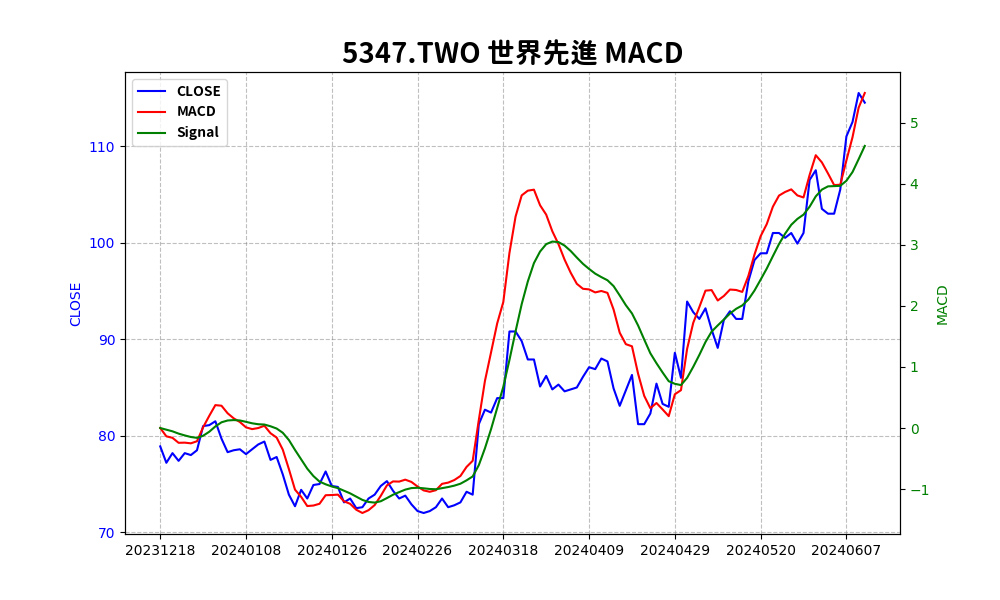 5347.TWO 世界先進 MACD
CLOSE
MACD
Signal
110
100
90
80
70
CLOSE
5
4
3
2
1
0
−1
MACD
20231218 20240108 20240126 20240226 20240318 20240409 20240429 20240520 20240607